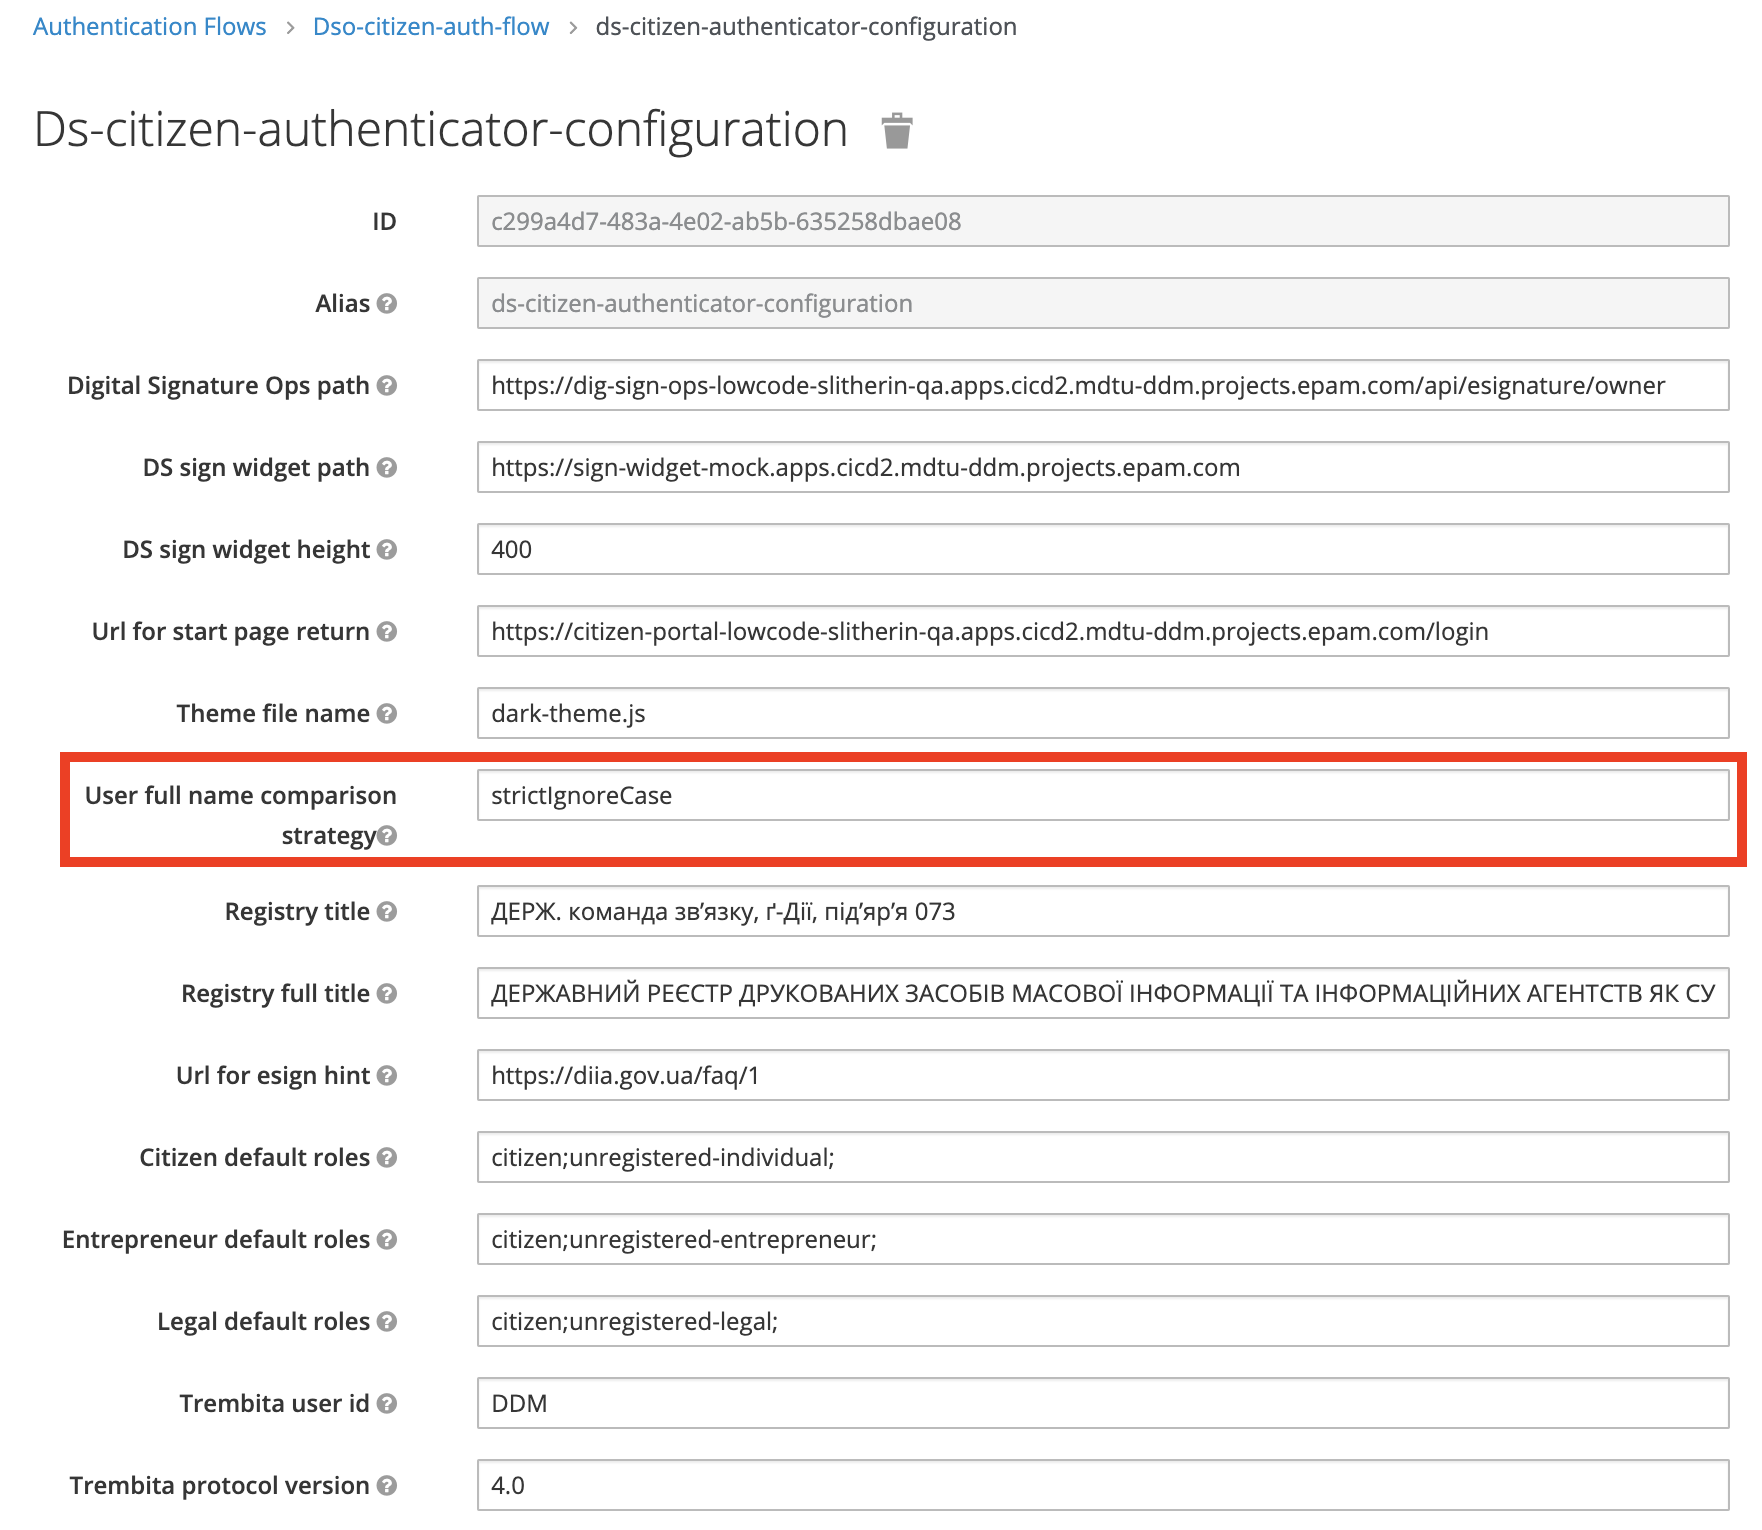 Authentication Flows > Dso-citizen-auth-flow > ds-citizen-authenticator-configuration
Ds-citizen-authenticator-configuration
ID c299a4d7-483a-4e02-ab5b-635258dbae08
Alias ds-citizen-authenticator-configuration
Digital Signature Ops path https://dig-sign-ops-lowcode-slitherin-qa.apps.cicd2.mdtu-ddm.projects.epam.com/api/esignature/owner
DS sign widget path https://sign-widget-mock.apps.cicd2.mdtu-ddm.projects.epam.com
DS sign widget height 400
Url for start page return https://citizen-portal-lowcode-slitherin-qa.apps.cicd2.mdtu-ddm.projects.epam.com/login
Theme file name dark-theme.js
User full name comparison strictIgnoreCase
strategy
Registry title ДЕРЖ. команда зв’язку, ґ-Дії, під’яр’я 073
Registry full title ДЕРЖАВНИЙ РЕЄСТР ДРУКОВАНИХ ЗАСОБІВ МАСОВОЇ ІНФОРМАЦІЇ ТА ІНФОРМАЦІЙНИХ АГЕНТСТВ ЯК СУ
Url for esign hint https://diia.gov.ua/faq/1
Citizen default roles citizen;unregistered-individual;
Entrepreneur default roles citizen;unregistered-entrepreneur;
Legal default roles citizen;unregistered-legal;
Trembita user id DDM
Trembita protocol version 4.0